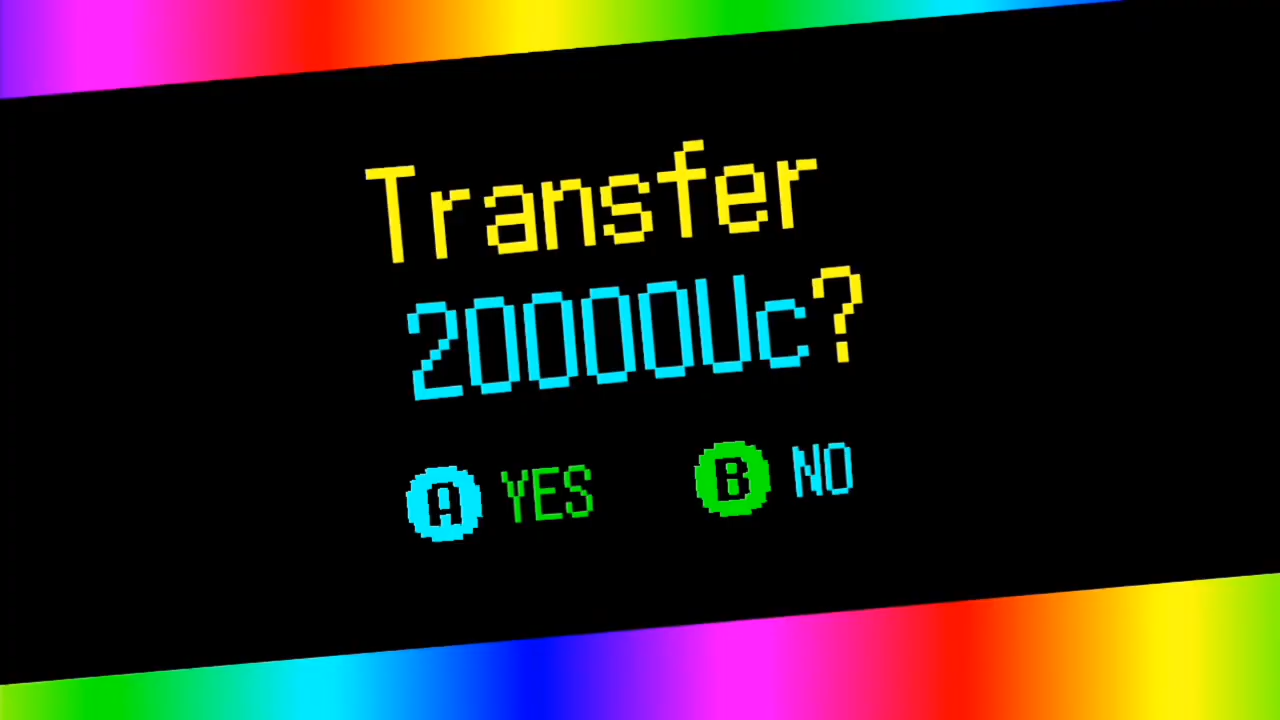 Transfer
20000Uc?
A YES B NO